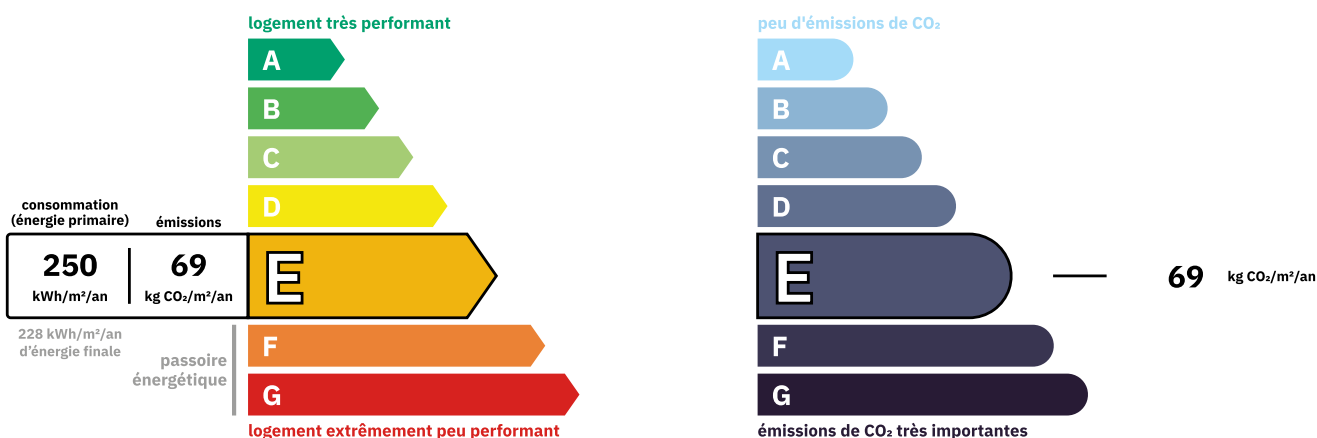 logement très performant
A
B
C
D
consommation
(énergie primaire)
émissions
250
kWh/m²/an
69
kg CO₂/m²/an
E
228 kWh/m²/an
d'énergie finale
passoire
énergétique
F
G
logement extrêmement peu performant
peu d'émissions de CO₂
A
B
C
D
E
69 kg CO₂/m²/an
F
G
émissions de CO₂ très importantes